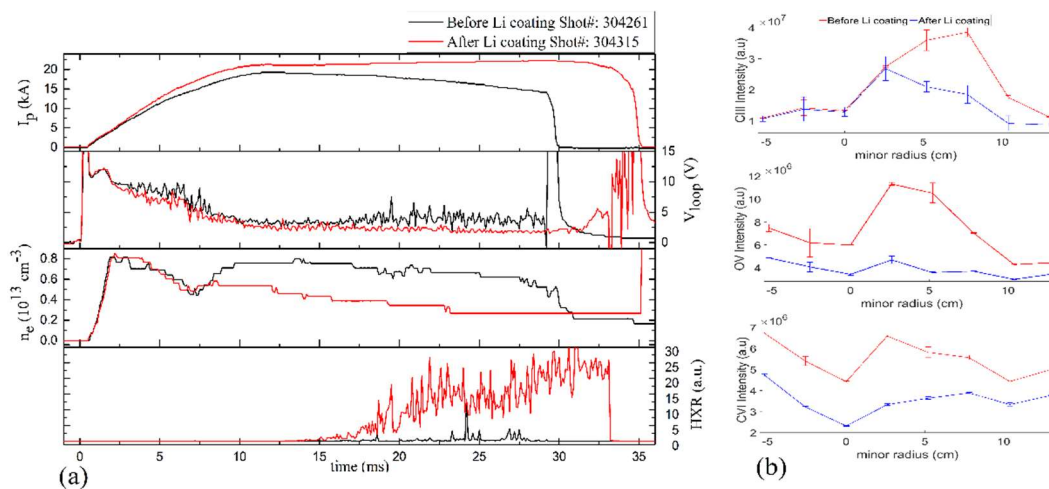 Before Li coating Shot#: 304261
After Li coating Shot#: 304315
I_p (kA)
20
15
10
5
0
V_loop (V)
15
10
5
0
n_e (10^13 cm^-3)
0.8
0.4
0.0
HXR (a.u.)
30
25
20
15
10
5
0
0 5 10 15 20 25 30 35
time (ms)
(a)
×10^7
Before Li coating After Li coating
CIII Intensity (a.u)
4
3
2
1
-5 0 5 10
minor radius (cm)
×10^6
OV Intensity (a.u)
12
10
8
6
4
-5 0 5 10
minor radius (cm)
×10^6
CVI Intensity (a.u)
7
6
5
4
3
2
-5 0 5 10
minor radius (cm)
(b)